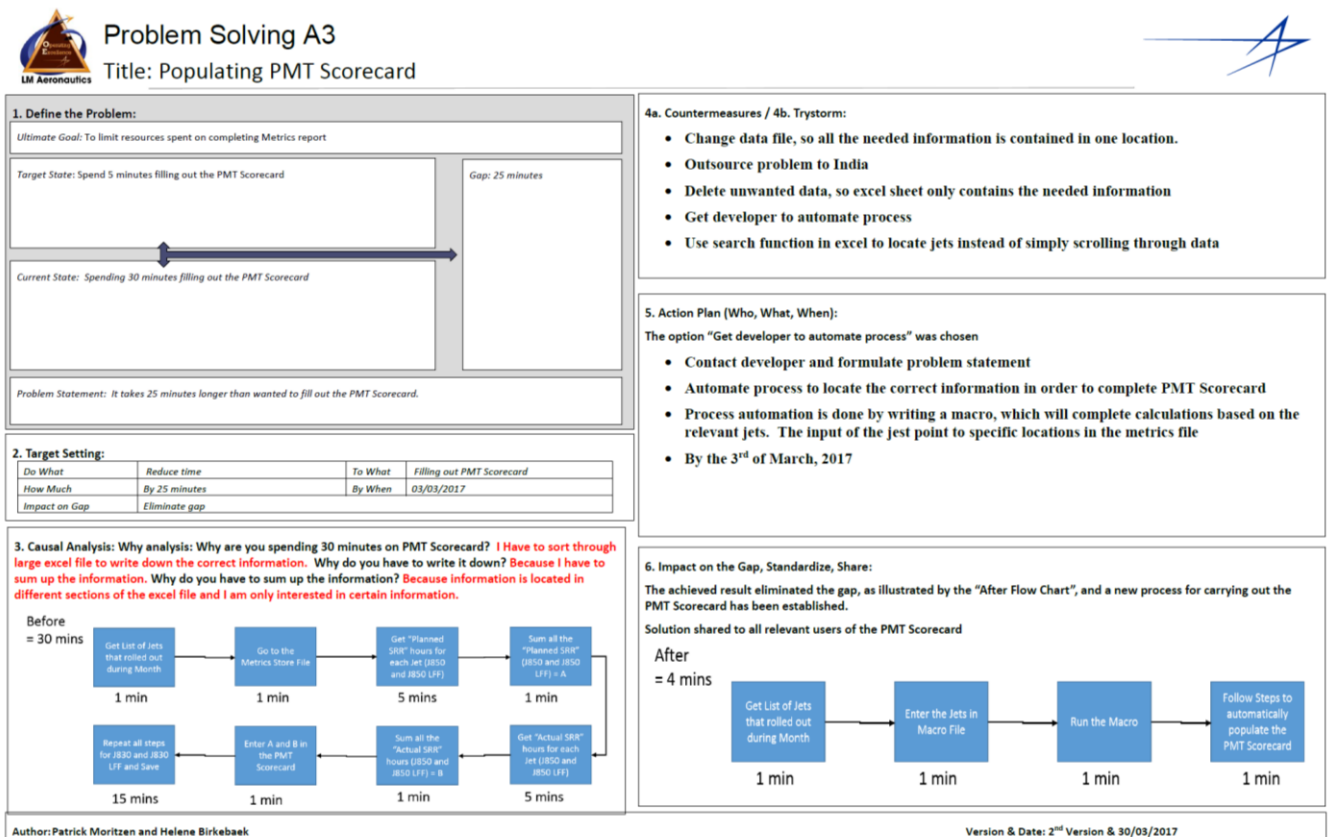 Problem Solving A3
Title: Populating PMT Scorecard
Operating
Excellence
LM Aeronautics
1. Define the Problem:
Ultimate Goal: To limit resources spent on completing Metrics report
Target State: Spend 5 minutes filling out the PMT Scorecard
Gap: 25 minutes
Current State: Spending 30 minutes filling out the PMT Scorecard
Problem Statement: It takes 25 minutes longer than wanted to fill out the PMT Scorecard.
2. Target Setting:
Do What Reduce time To What Filling out PMT Scorecard
How Much By 25 minutes By When 03/03/2017
Impact on Gap Eliminate gap
3. Causal Analysis: Why analysis: Why are you spending 30 minutes on PMT Scorecard? I Have to sort through
large excel file to write down the correct information. Why do you have to write it down? Because I have to
sum up the information. Why do you have to sum up the information? Because information is located in
different sections of the excel file and I am only interested in certain information.
Before
= 30 mins
Get List of Jets
that rolled out
during Month
1 min
Go to the
Metrics Store File
1 min
Get "Planned
SRR" hours for
each Jet (J850
and J850 LFF)
5 mins
Sum all the
"Planned SRR"
(J850 and J850
LFF) = A
1 min
Get "Actual SRR"
hours for each
Jet (J850 and
J850 LFF)
5 mins
Sum all the
"Actual SRR"
hours (J850 and
J850 LFF) = B
1 min
Enter A and B in
the PMT
Scorecard
1 min
Repeat all steps
for J830 and J830
LFF and Save
15 mins
4a. Countermeasures / 4b. Trystorm:
• Change data file, so all the needed information is contained in one location.
• Outsource problem to India
• Delete unwanted data, so excel sheet only contains the needed information
• Get developer to automate process
• Use search function in excel to locate jets instead of simply scrolling through data
5. Action Plan (Who, What, When):
The option "Get developer to automate process" was chosen
• Contact developer and formulate problem statement
• Automate process to locate the correct information in order to complete PMT Scorecard
• Process automation is done by writing a macro, which will complete calculations based on the
relevant jets. The input of the jest point to specific locations in the metrics file
• By the 3rd of March, 2017
6. Impact on the Gap, Standardize, Share:
The achieved result eliminated the gap, as illustrated by the "After Flow Chart", and a new process for carrying out the
PMT Scorecard has been established.
Solution shared to all relevant users of the PMT Scorecard
After
= 4 mins
Get List of Jets
that rolled out
during Month
1 min
Enter the Jets in
Macro File
1 min
Run the Macro
1 min
Follow Steps to
automatically
populate the
PMT Scorecard
1 min
Author: Patrick Moritzen and Helene Birkebaek
Version & Date: 2nd Version & 30/03/2017